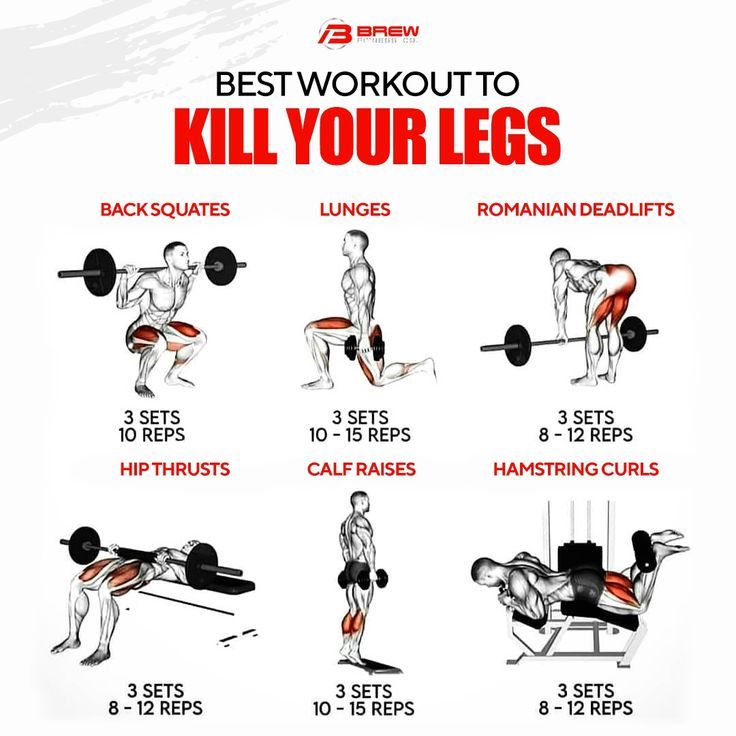 BREW
FITNESS CO.
BEST WORKOUT TO
KILL YOUR LEGS
BACK SQUATES
LUNGES
ROMANIAN DEADLIFTS
3 SETS
10 REPS
3 SETS
10 - 15 REPS
3 SETS
8 - 12 REPS
HIP THRUSTS
CALF RAISES
HAMSTRING CURLS
3 SETS
8 - 12 REPS
3 SETS
10 - 15 REPS
3 SETS
8 - 12 REPS